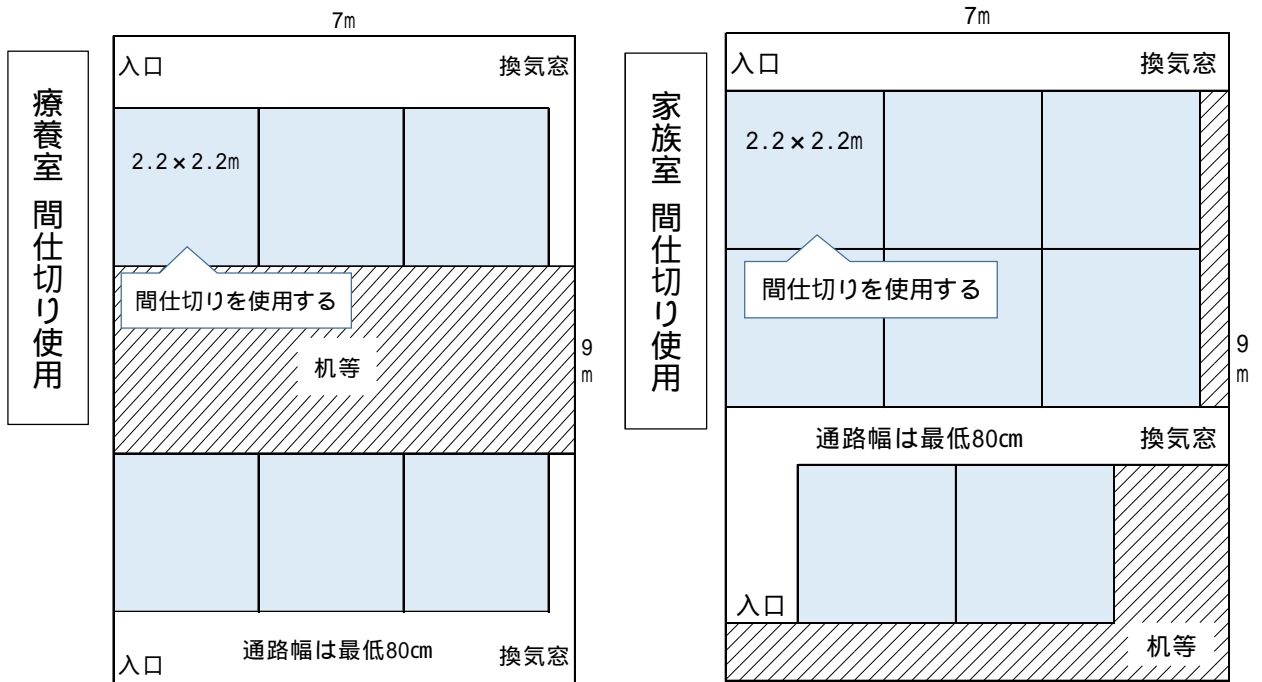 療養室 間仕切り使用
7m
入口
換気窓
2.2×2.2m
間仕切りを使用する
机等
9m
通路幅は最低80㎝
入口
換気窓
家族室 間仕切り使用
7m
入口
換気窓
2.2×2.2m
間仕切りを使用する
9m
通路幅は最低80㎝
換気窓
入口
机等